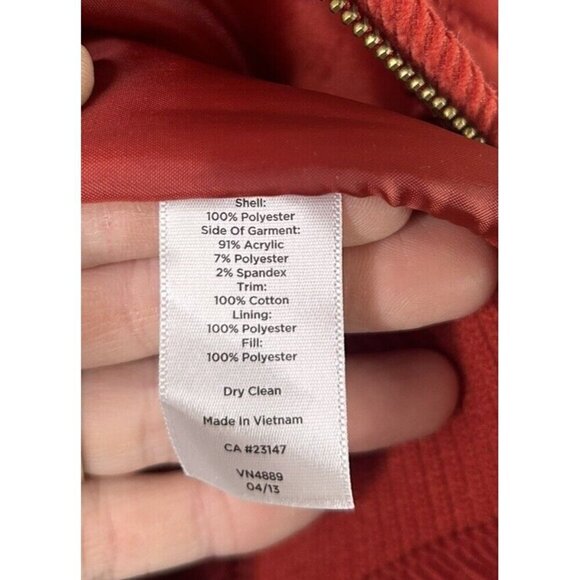 Shell:
100% Polyester
Side Of Garment:
91% Acrylic
7% Polyester
2% Spandex
Trim:
100% Cotton
Lining:
100% Polyester
Fill:
100% Polyester
Dry Clean
Made In Vietnam
CA #23147
VN4889
04/13